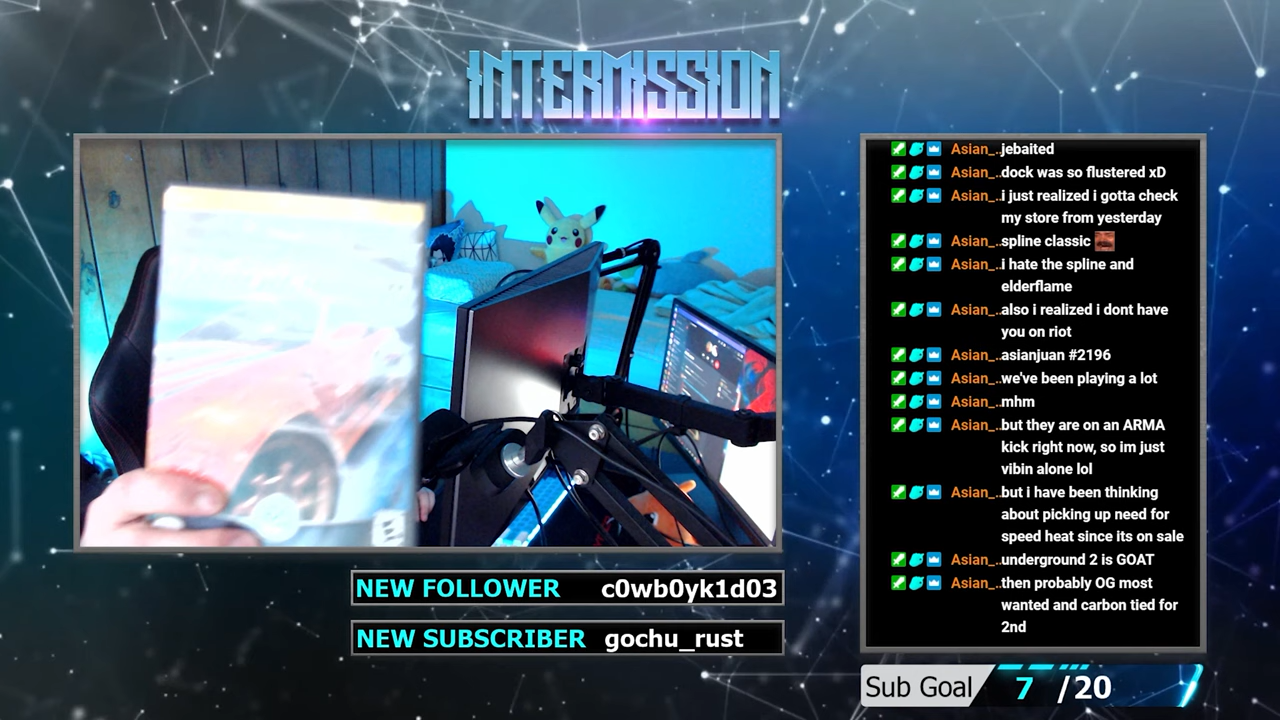 INTERMISSION
Asian_..jebaited
Asian_..dock was so flustered xD
Asian_..i just realized i gotta check
my store from yesterday
Asian_..spline classic
Asian_..i hate the spline and
elderflame
Asian_..also i realized i dont have
you on riot
Asian_..asianjuan #2196
Asian_..we've been playing a lot
Asian_..mhm
Asian_..but they are on an ARMA
kick right now, so im just
vibin alone lol
Asian_..but i have been thinking
about picking up need for
speed heat since its on sale
Asian_..underground 2 is GOAT
Asian_..then probably OG most
wanted and carbon tied for
2nd
NEW FOLLOWER c0wb0yk1d03
NEW SUBSCRIBER gochu_rust
Sub Goal 7 /20